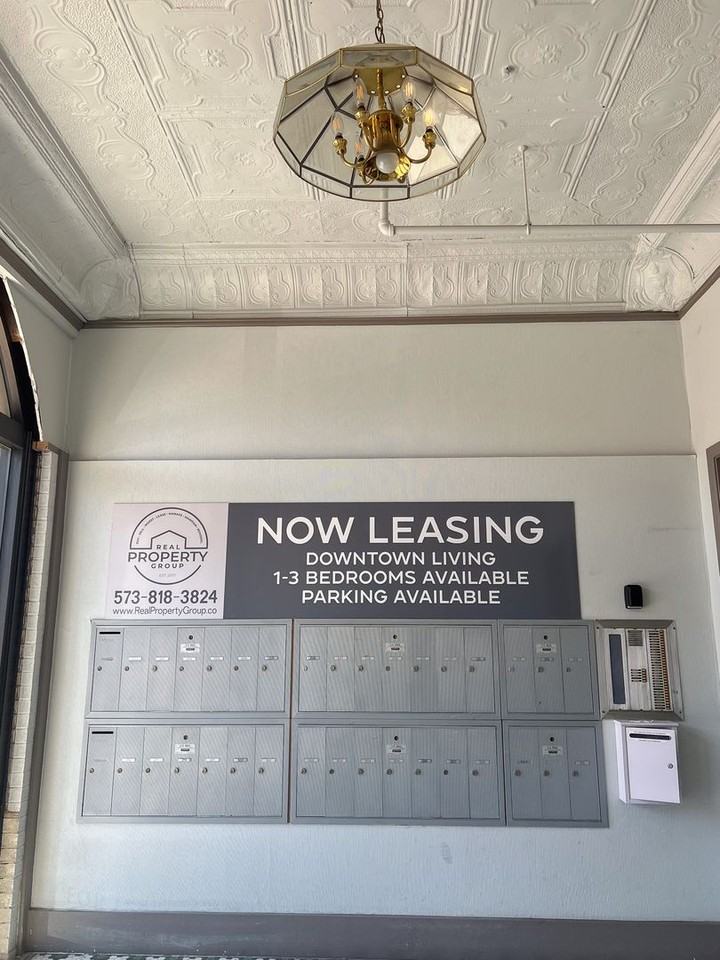 REAL
PROPERTY
GROUP
573-818-3824
www.RealPropertyGroup.co
NOW LEASING
DOWNTOWN LIVING
1-3 BEDROOMS AVAILABLE
PARKING AVAILABLE